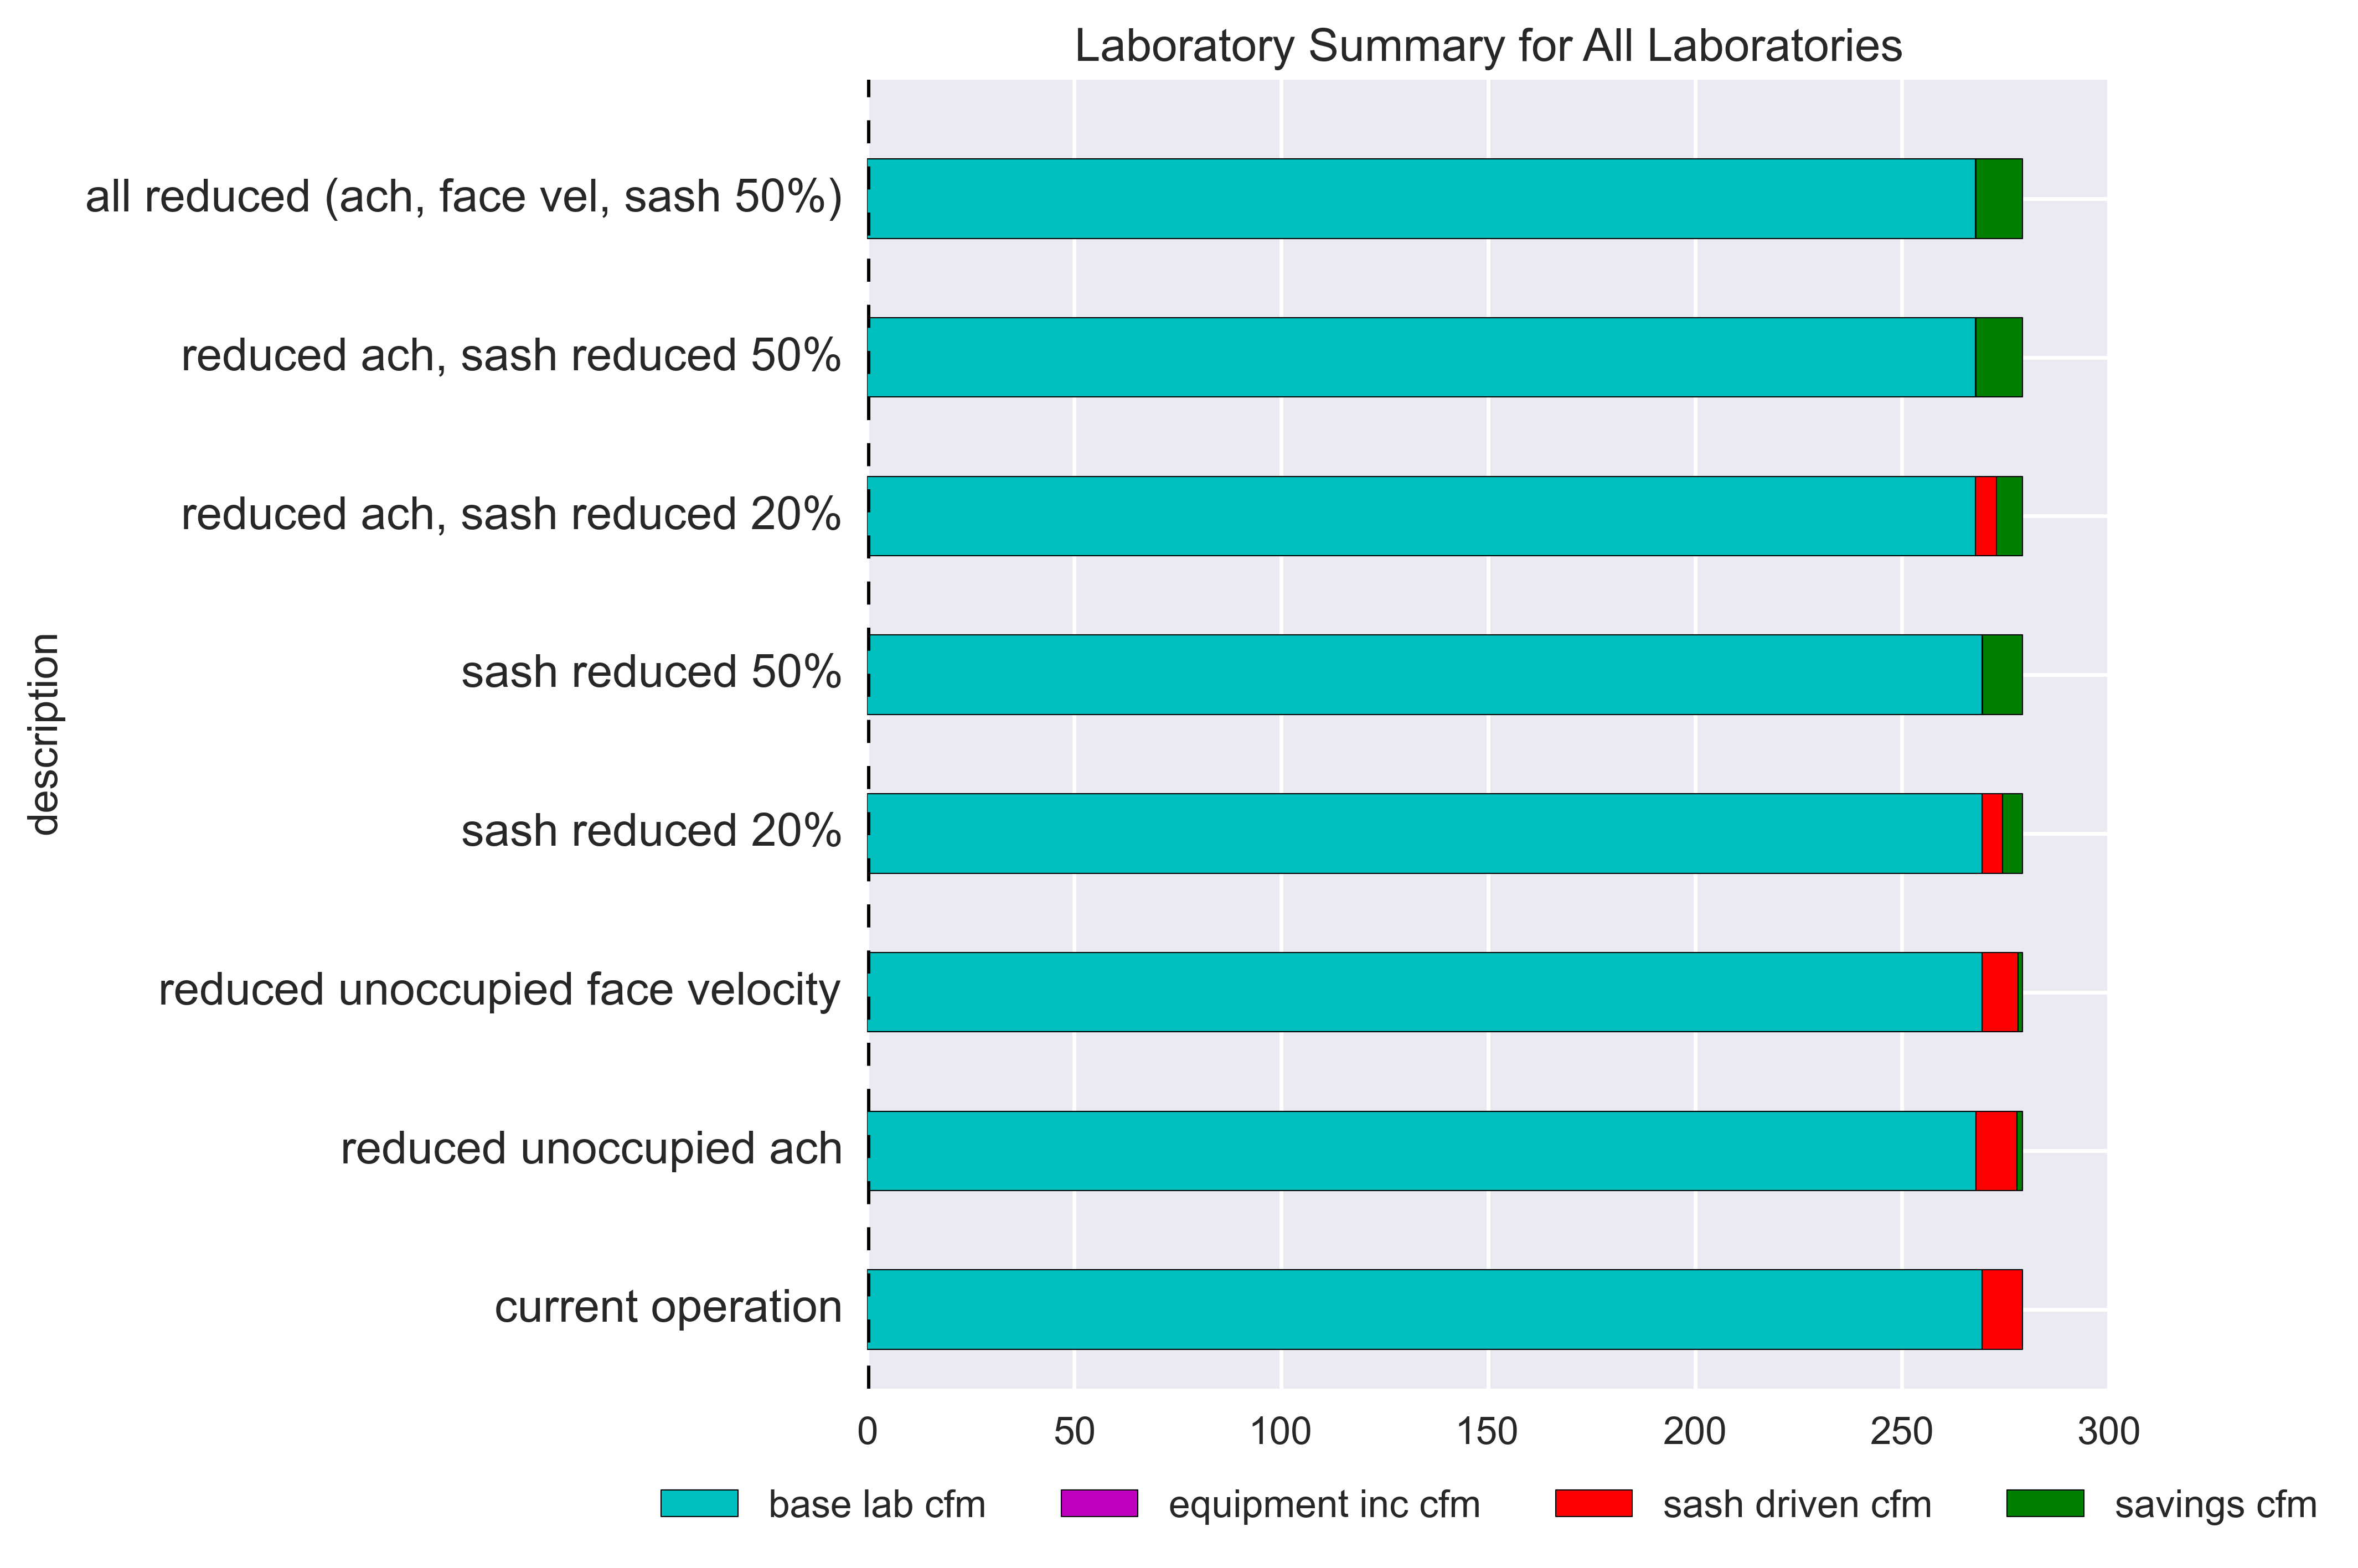 Laboratory Summary for All Laboratories
all reduced (ach, face vel, sash 50%)
reduced ach, sash reduced 50%
reduced ach, sash reduced 20%
sash reduced 50%
sash reduced 20%
reduced unoccupied face velocity
reduced unoccupied ach
current operation
description
0 50 100 150 200 250 300
base lab cfm equipment inc cfm sash driven cfm savings cfm